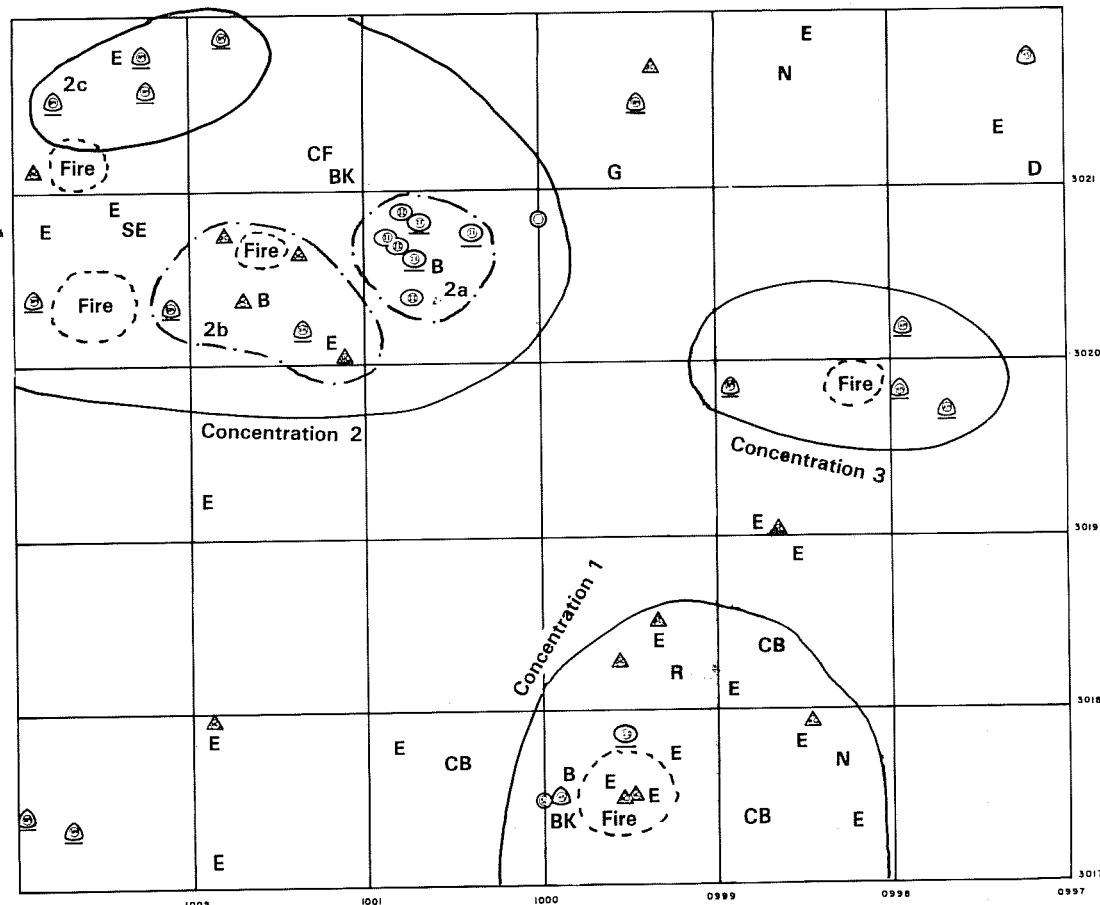 E
N
E
2c
E
D
Fire
CF
BK
G
3021
E
SE
E
Fire
B
2a
Fire
B
2b
E
3020
Fire
Concentration 2
Concentration 3
E
E
3019
E
Concentration 1
E
CB
R
E
3018
E
E
CB
E
E
N
B
E
E
BK
Fire
CB
E
E
3017
1001
1000
0999
0998
0997